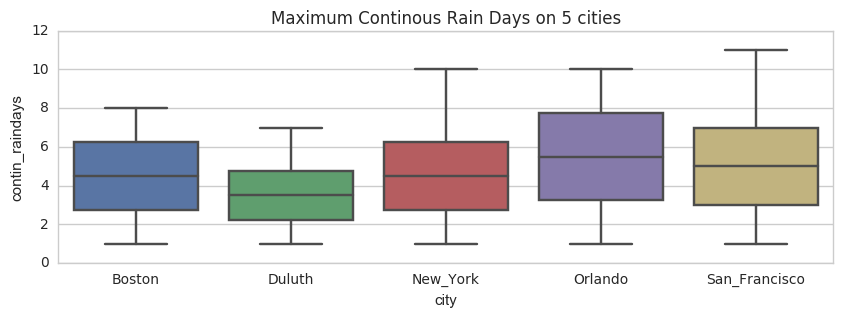 Maximum Continous Rain Days on 5 cities
12
10
8
6
4
2
0
contin_raindays
Boston
Duluth
New_York
Orlando
San_Francisco
city